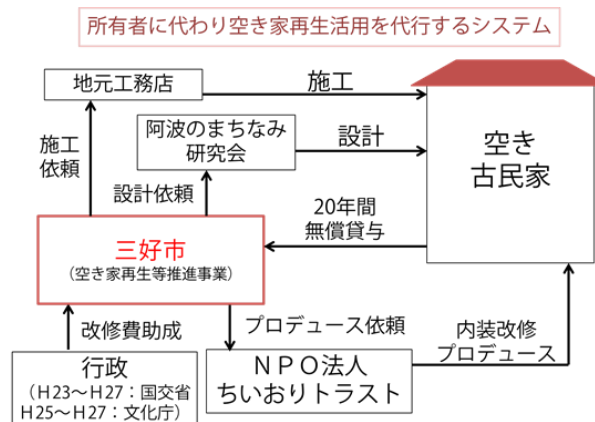 所有者に代わり空き家再生活用を代行するシステム
地元工務店
施工
阿波のまちなみ
研究会
設計
空き
古民家
施工
依頼
設計依頼
20年間
無償貸与
三好市
（空き家再生等推進事業）
改修費助成
プロデュース依頼
内装改修
プロデュース
行政
（H23～H27：国交省
H25～H27：文化庁）
ＮＰＯ法人
ちいおりトラスト